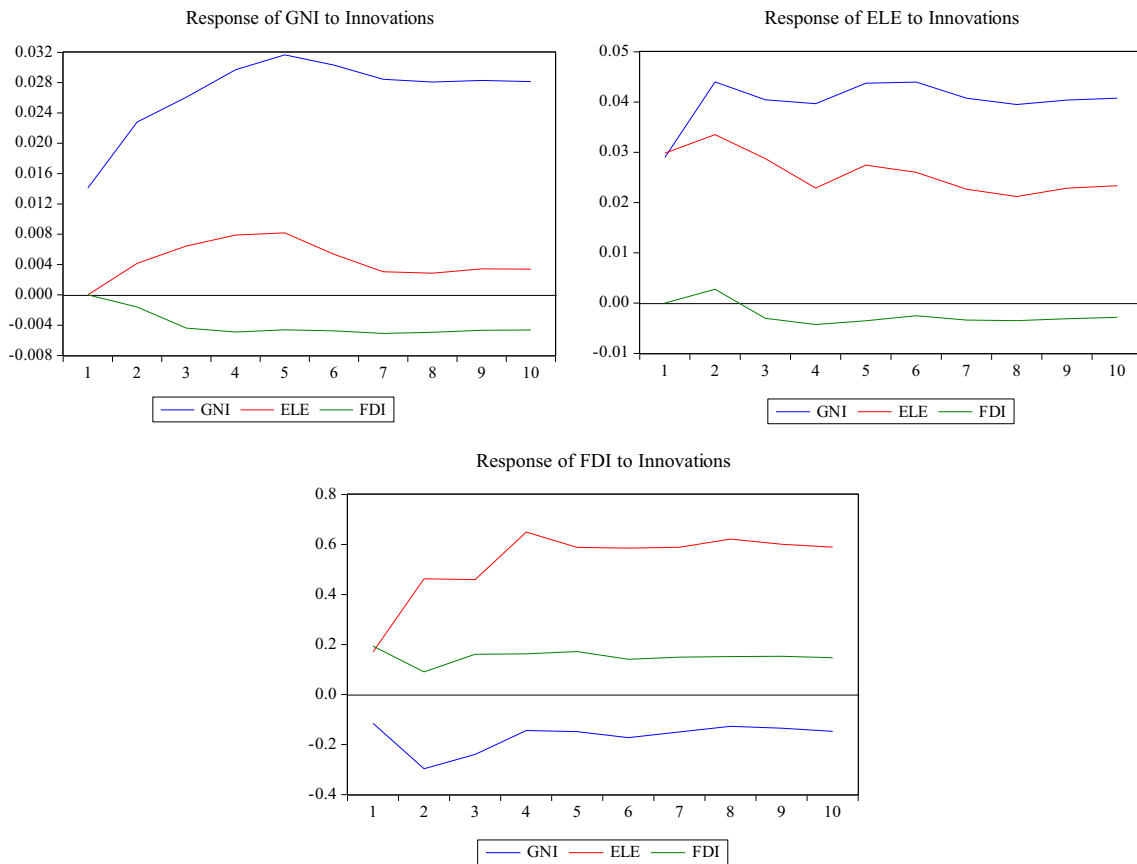 Response of GNI to Innovations
0.032
0.028
0.024
0.020
0.016
0.012
0.008
0.004
0.000
-0.004
-0.008
1 2 3 4 5 6 7 8 9 10
GNI ELE FDI
Response of ELE to Innovations
0.05
0.04
0.03
0.02
0.01
0.00
-0.01
1 2 3 4 5 6 7 8 9 10
GNI ELE FDI
Response of FDI to Innovations
0.8
0.6
0.4
0.2
0.0
-0.2
-0.4
1 2 3 4 5 6 7 8 9 10
GNI ELE FDI